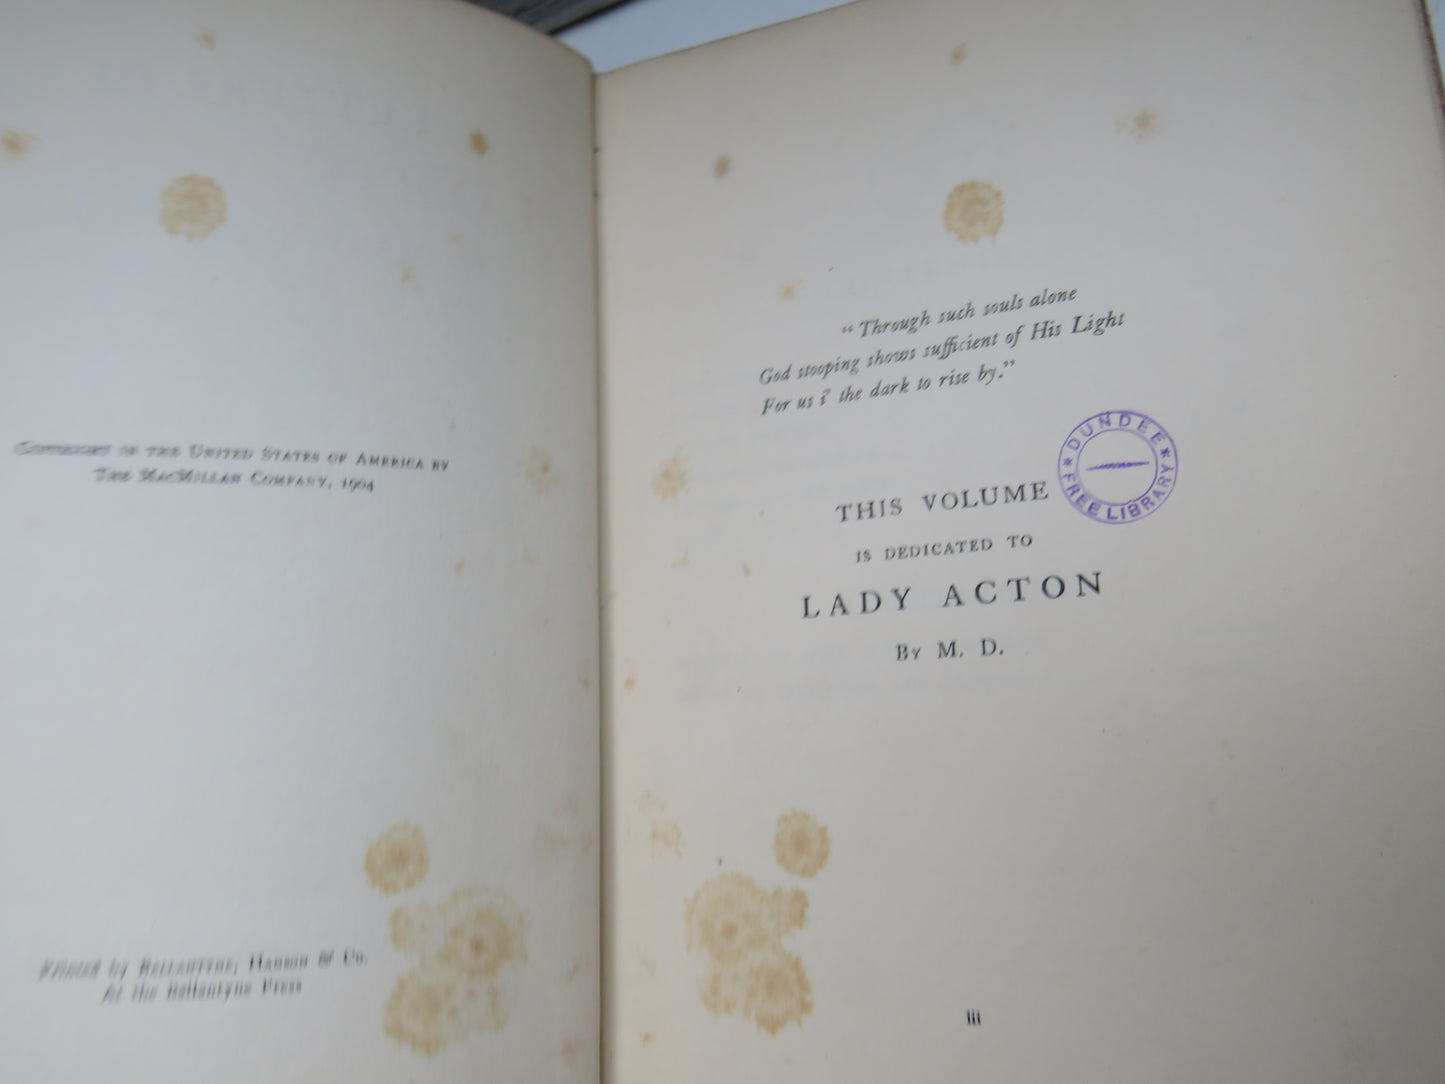 COPYRIGHT IN THE UNITED STATES OF AMERICA BY
THE MACMILLAN COMPANY, 1904
Printed by BALLANTYNE, HANSON & CO.
At the Ballantyne Press
“Through such souls alone
God stooping shows sufficient of His Light
For us i' the dark to rise by.”
DUNDEE
* FREE LIBRARY *
THIS VOLUME
IS DEDICATED TO
LADY ACTON
BY M. D.
iii